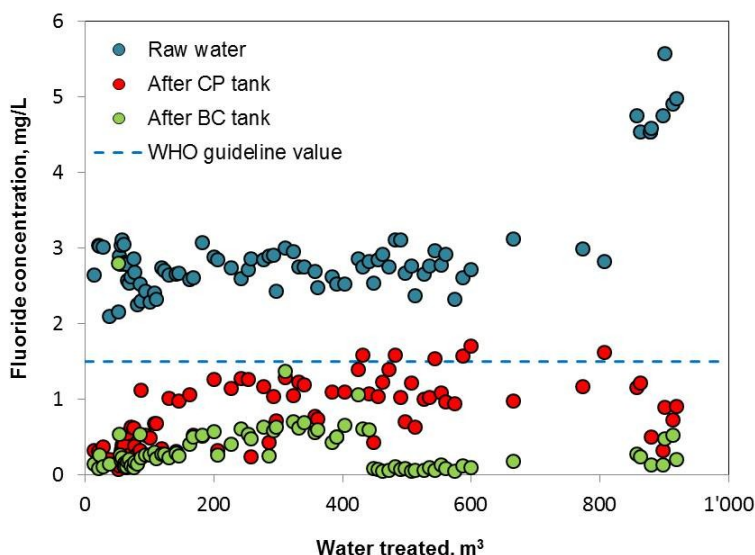 Fluoride concentration, mg/L
6
5
4
3
2
1
0
Raw water
After CP tank
After BC tank
WHO guideline value
0 200 400 600 800 1'000
Water treated, m³